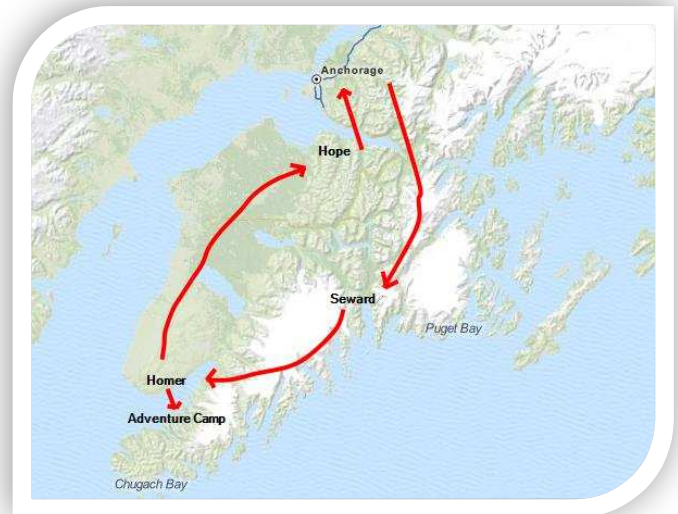 Anchorage
Hope
Seward
Puget Bay
Homer
Adventure Camp
Chugach Bay